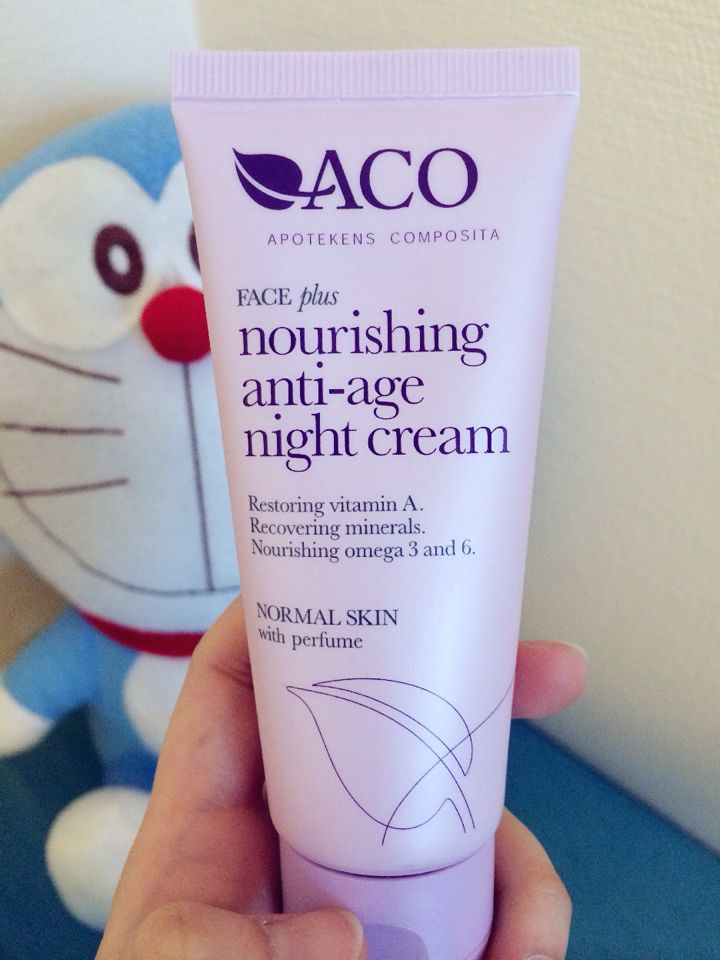 ACO
APOTEKENS COMPOSITA
FACE plus
nourishing
anti-age
night cream
Restoring vitamin A.
Recovering minerals.
Nourishing omega 3 and 6.
NORMAL SKIN
with perfume